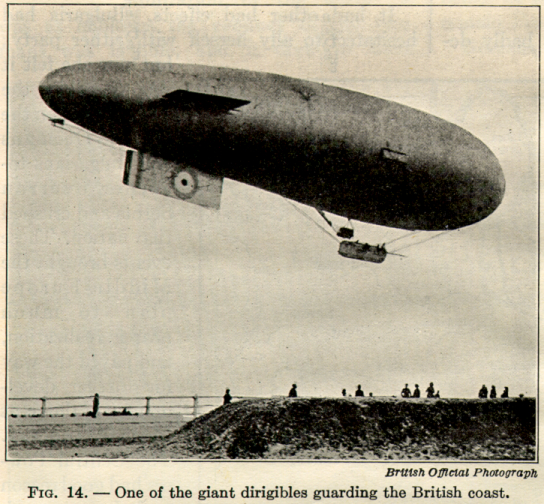 British Official Photograph
FIG. 14. — One of the giant dirigibles guarding the British coast.